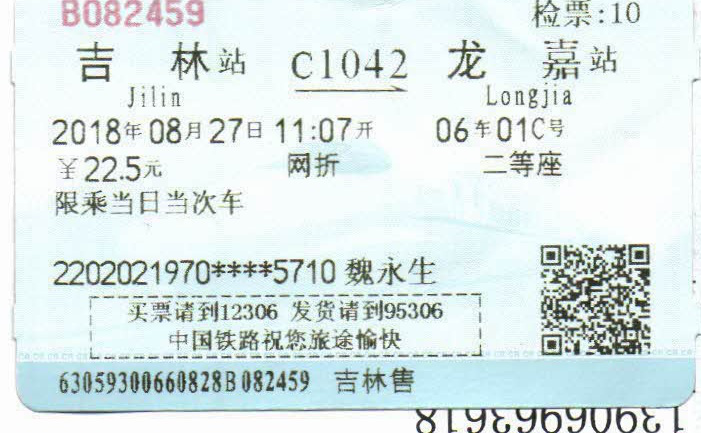 B082459 检票:10
吉林站 C1042 龙嘉站
Jilin Longjia
2018年08月27日 11:07开 06车01C号
¥22.5元 网折 二等座
限乘当日当次车
2202021970****5710 魏永生
买票请到12306 发货请到95306
中国铁路祝您旅途愉快
63059300660828B082459 吉林售
139069963618